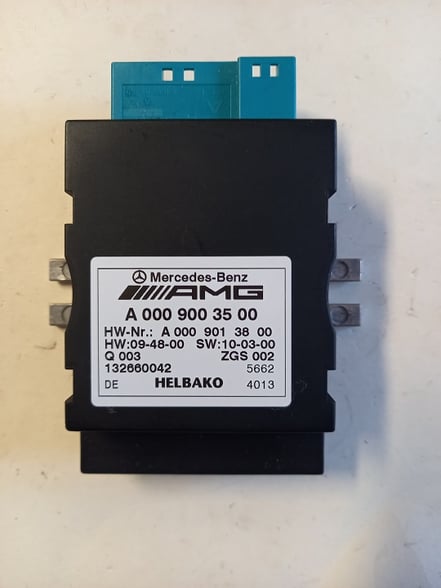 Mercedes-Benz
AMG
A 000 900 35 00
HW-Nr.: A 000 901 38 00
HW:09-48-00 SW:10-03-00
Q 003 ZGS 002
132660042 5662
DE HELBAKO 4013